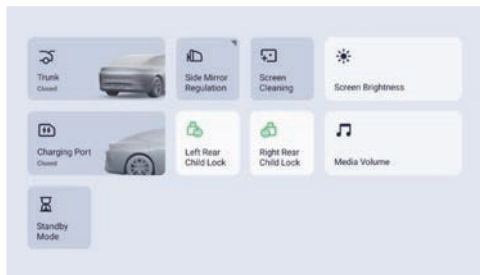 Trunk
Closed
Side Mirror
Regulation
Screen
Cleaning
Screen Brightness
Charging Port
Closed
Left Rear
Child Lock
Right Rear
Child Lock
Media Volume
Standby
Mode